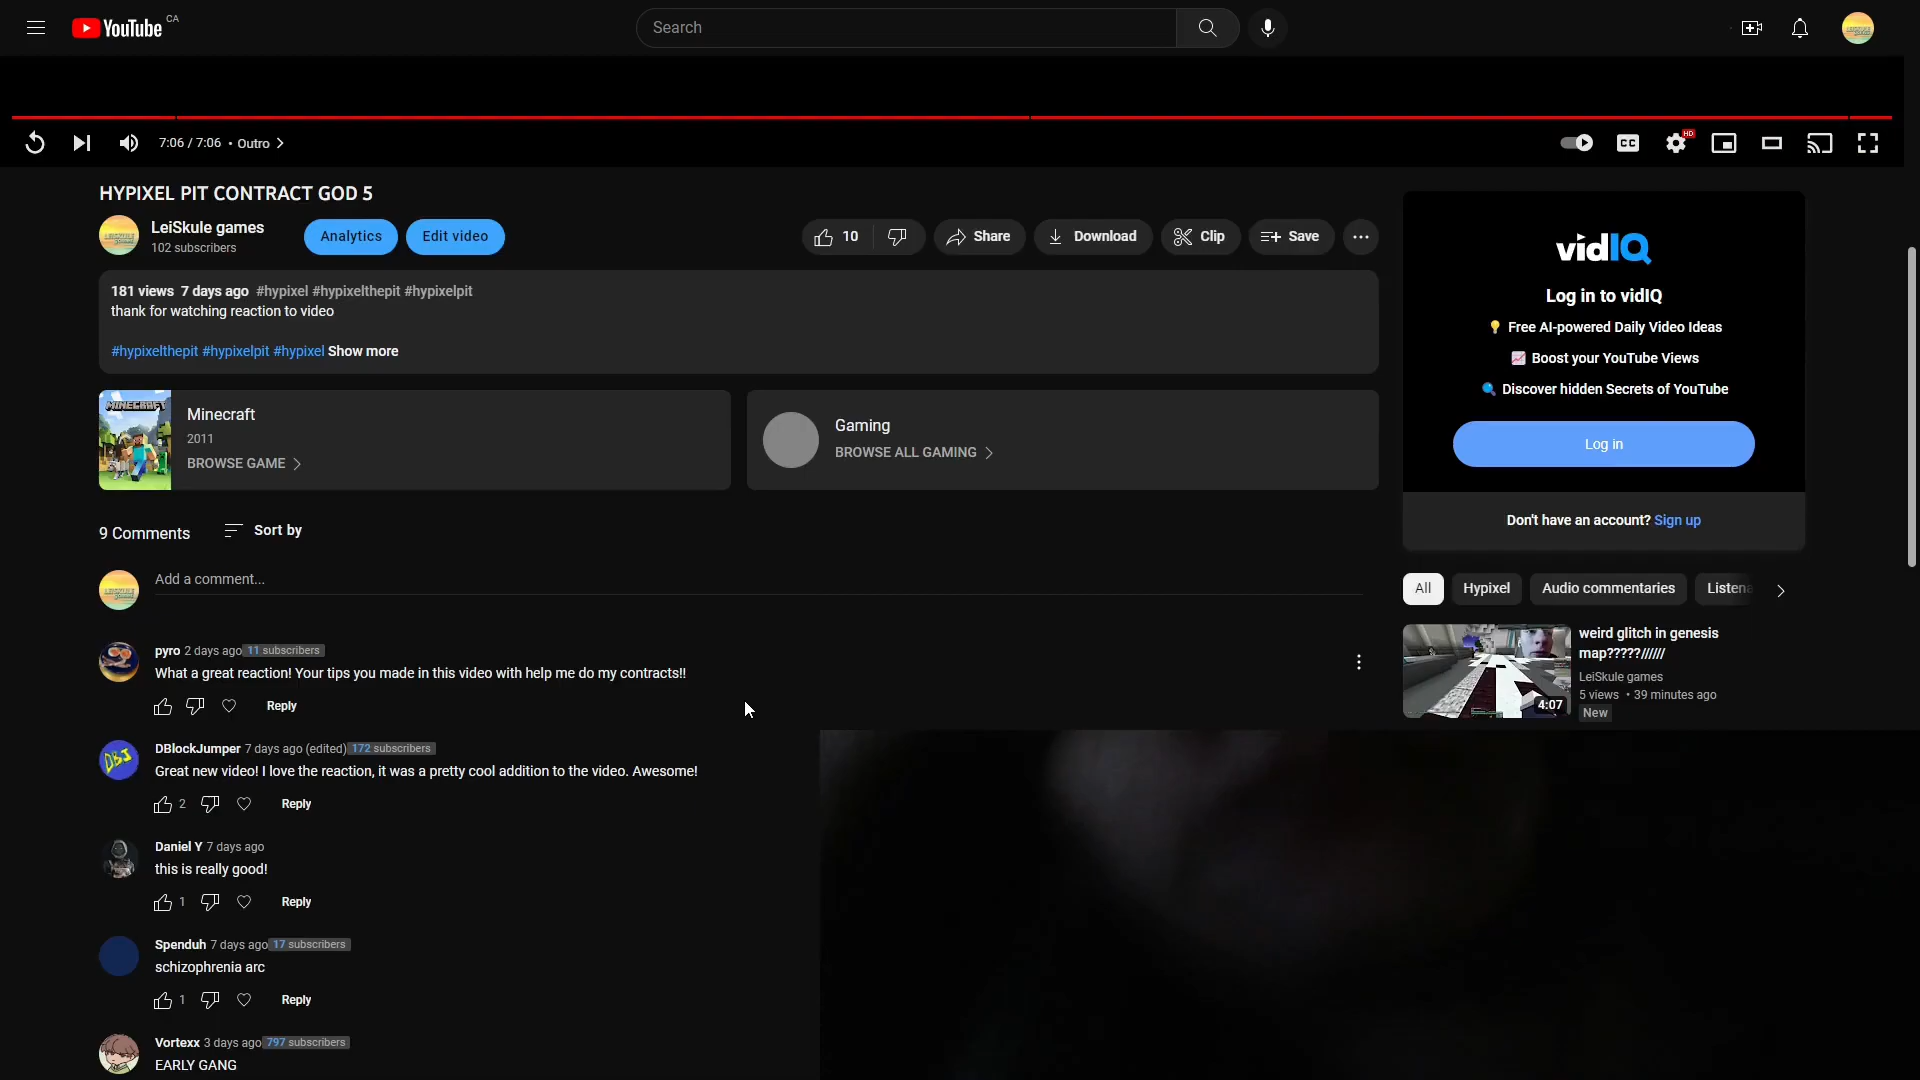 YouTube CA
Search
7:06 / 7:06 • Outro
CC
HD
HYPIXEL PIT CONTRACT GOD 5
LeiSkule games
102 subscribers
Analytics
Edit video
10
Share
Download
Clip
Save
181 views 7 days ago #hypixel #hypixelthepit #hypixelpit
thank for watching reaction to video
#hypixelthepit #hypixelpit #hypixel Show more
MINECRAFT
Minecraft
2011
BROWSE GAME
Gaming
BROWSE ALL GAMING
9 Comments
Sort by
Add a comment...
pyro 2 days ago 11 subscribers
What a great reaction! Your tips you made in this video with help me do my contracts!!
Reply
DBJ
DBlockJumper 7 days ago (edited) 172 subscribers
Great new video! I love the reaction, it was a pretty cool addition to the video. Awesome!
2
Reply
Daniel Y 7 days ago
this is really good!
1
Reply
Spenduh 7 days ago 17 subscribers
schizophrenia arc
1
Reply
Vortexx 3 days ago 797 subscribers
EARLY GANG
vidIQ
Log in to vidIQ
Free AI-powered Daily Video Ideas
Boost your YouTube Views
Discover hidden Secrets of YouTube
Log in
Don't have an account? Sign up
All
Hypixel
Audio commentaries
Listena
4:07
weird glitch in genesis
map?????//////
LeiSkule games
5 views • 39 minutes ago
New